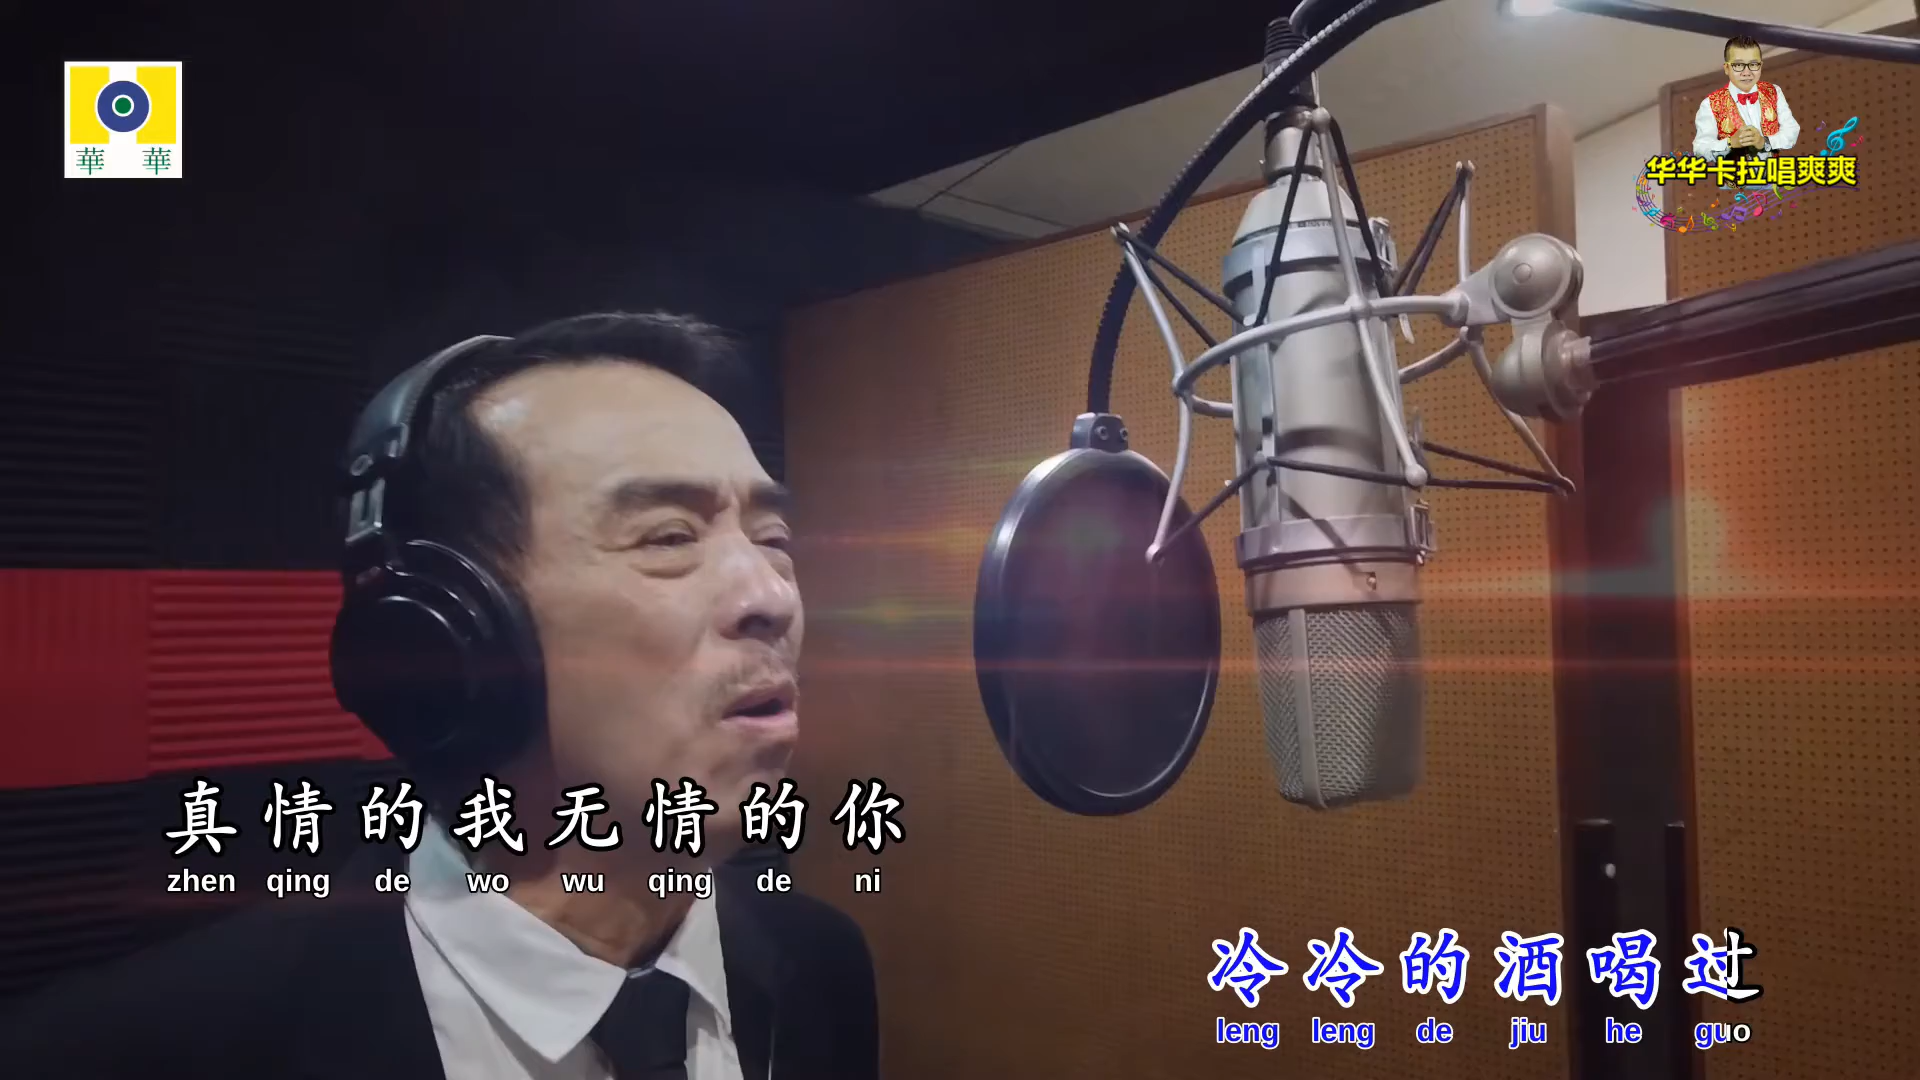 華 華
华华卡拉唱爽爽
真情的我无情的你
zhen qing de wo wu qing de ni
冷冷的酒喝过
leng leng de jiu he guo